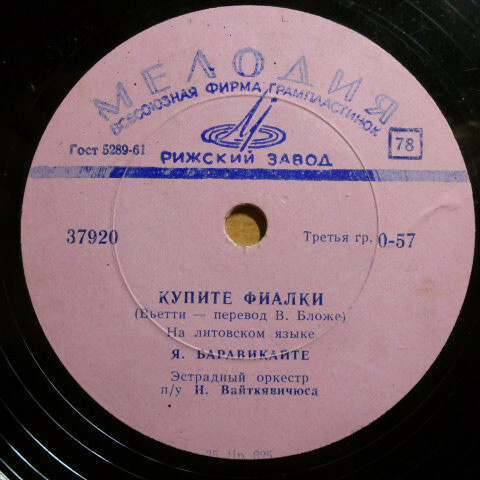 МЕЛОДИЯ
ВСЕСОЮЗНАЯ ФИРМА ГРАМПЛАСТИНОК
Гост 5289-61
РИЖСКИЙ ЗАВОД
78
37920
Третья гр. 0-57
КУПИТЕ ФИАЛКИ
(Бьетти — перевод В. Бложе)
На литовском языке
Я. БАРАВИКАЙТЕ
Эстрадный оркестр
п/у И. Вайткявичюса